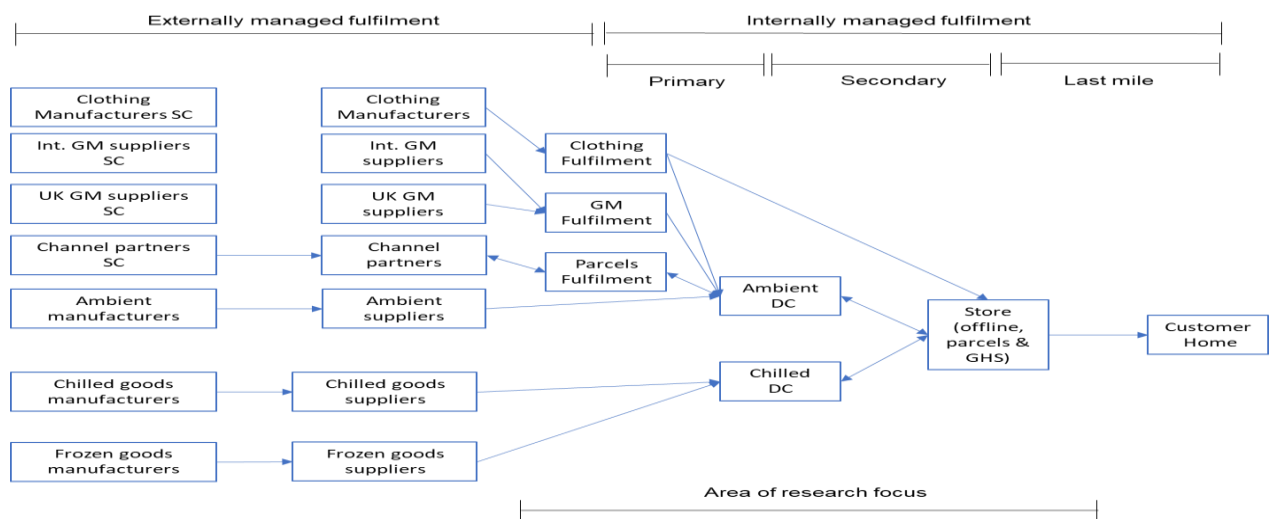 Externally managed fulfilment
Internally managed fulfilment
Primary
Secondary
Last mile
Clothing
Manufacturers SC
Clothing
Manufacturers
Int. GM suppliers
SC
Int. GM
suppliers
Clothing
Fulfilment
UK GM suppliers
SC
UK GM
suppliers
GM
Fulfilment
Channel partners
SC
Channel
partners
Parcels
Fulfilment
Ambient
manufacturers
Ambient
suppliers
Ambient
DC
Store
(offline,
parcels &
GHS)
Customer
Home
Chilled goods
manufacturers
Chilled goods
suppliers
Chilled
DC
Frozen goods
manufacturers
Frozen goods
suppliers
Area of research focus